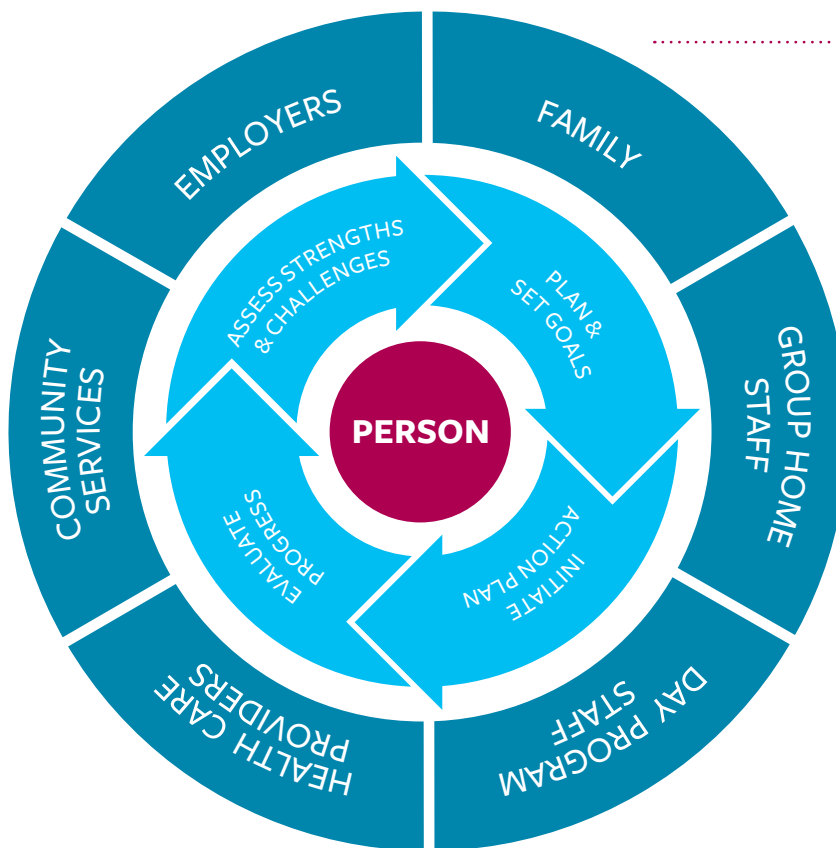 EMPLOYERS
FAMILY
GROUP HOME
STAFF
DAY PROGRAM
STAFF
HEALTH CARE
PROVIDERS
COMMUNITY
SERVICES
ASSESS STRENGTHS
& CHALLENGES
PLAN &
SET GOALS
INITIATE
ACTION PLAN
EVALUATE
PROGRESS
PERSON